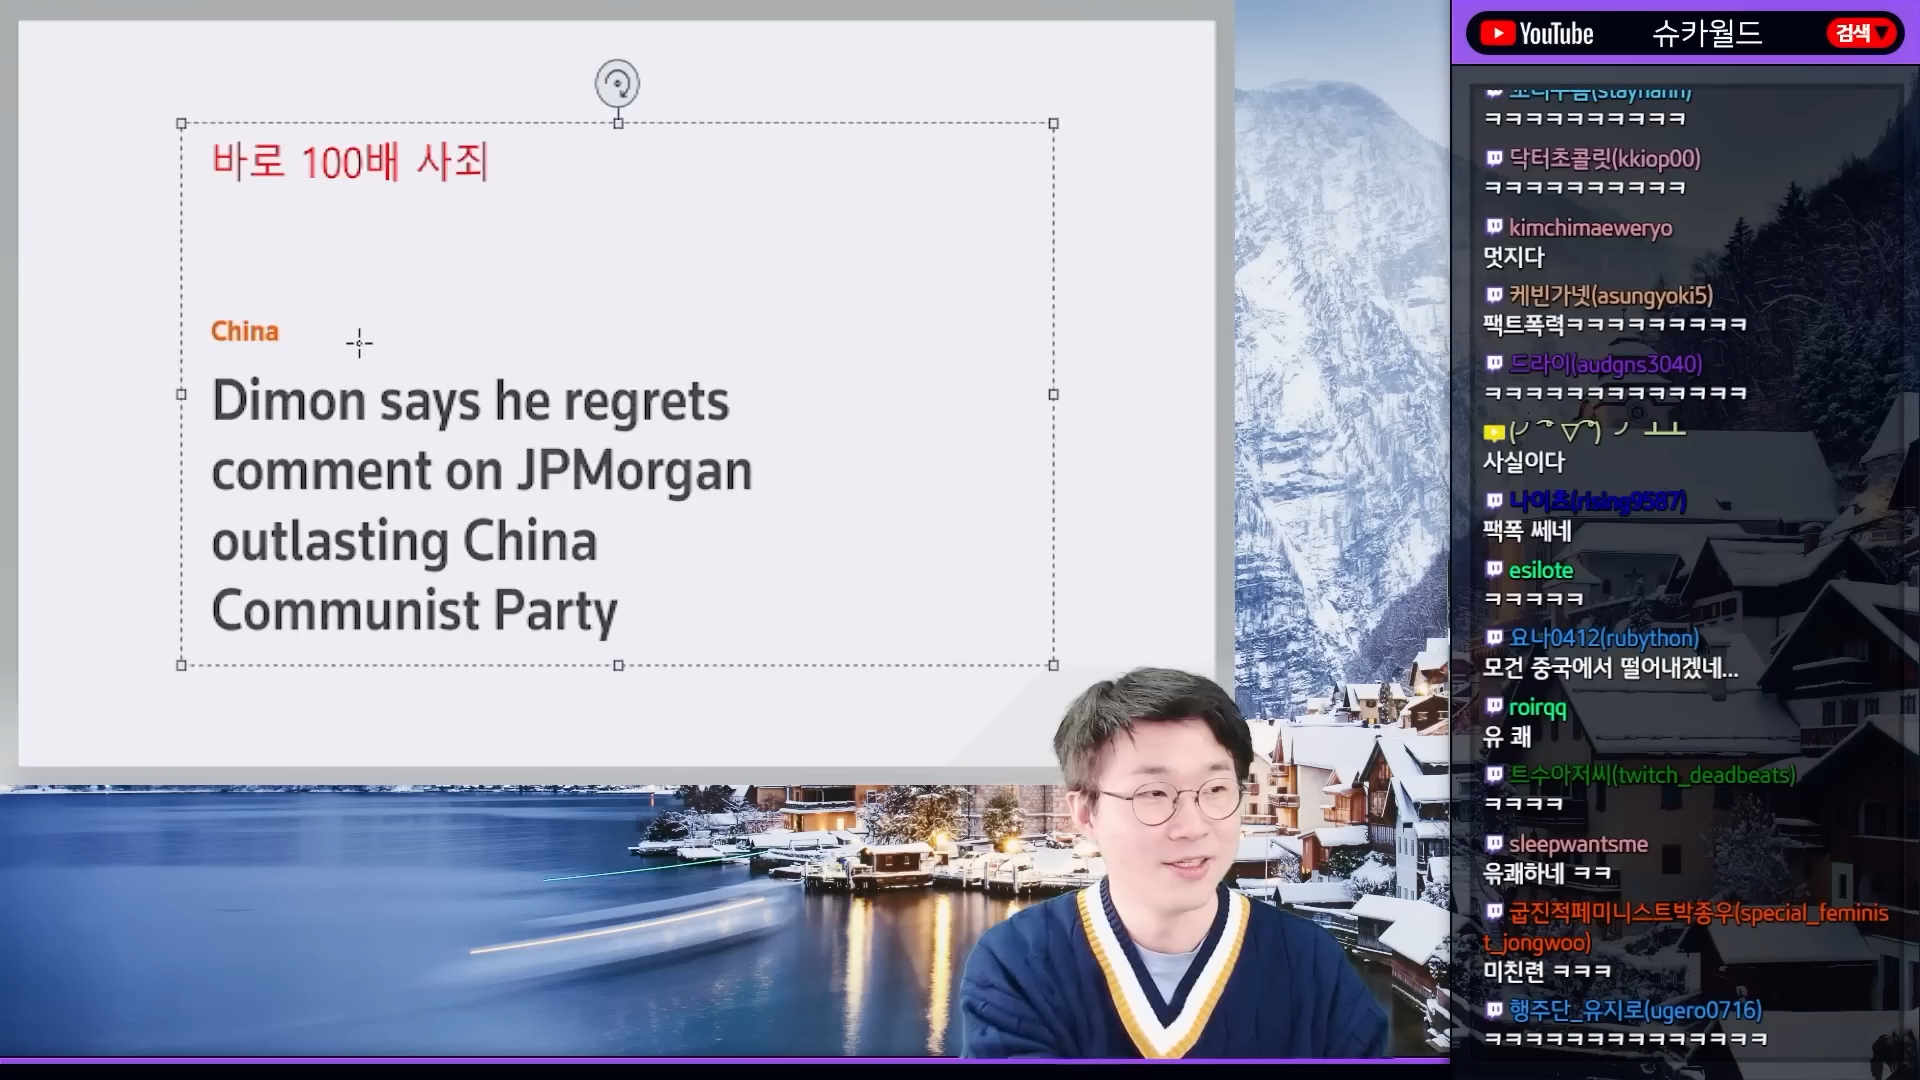 바로 100배 사죄
China
Dimon says he regrets
comment on JPMorgan
outlasting China
Communist Party
YouTube 슈카월드 검색▼
ㅋㅋㅋㅋㅋㅋㅋㅋㅋㅋ
닥터초콜릿(kkiop00)
ㅋㅋㅋㅋㅋㅋㅋㅋㅋㅋ
kimchimaeweryo
멋지다
케빈가넷(asungyoki5)
팩트폭력ㅋㅋㅋㅋㅋㅋㅋㅋㅋ
드라이(audgns3040)
ㅋㅋㅋㅋㅋㅋㅋㅋㅋㅋㅋㅋㅋ
사실이다
나이츠(rising9587)
팩폭 쎄네
esilote
ㅋㅋㅋㅋㅋ
요나0412(rubython)
모건 중국에서 떨어내겠네...
roirqq
유 쾌
트수아저씨(twitch_deadbeats)
ㅋㅋㅋㅋ
sleepwantsme
유쾌하네 ㅋㅋ
굽진적페미니스트박종우(special_feminis
t_jongwoo)
미친련 ㅋㅋㅋ
행주단_유지로(ugero0716)
ㅋㅋㅋㅋㅋㅋㅋㅋㅋㅋㅋㅋㅋㅋ